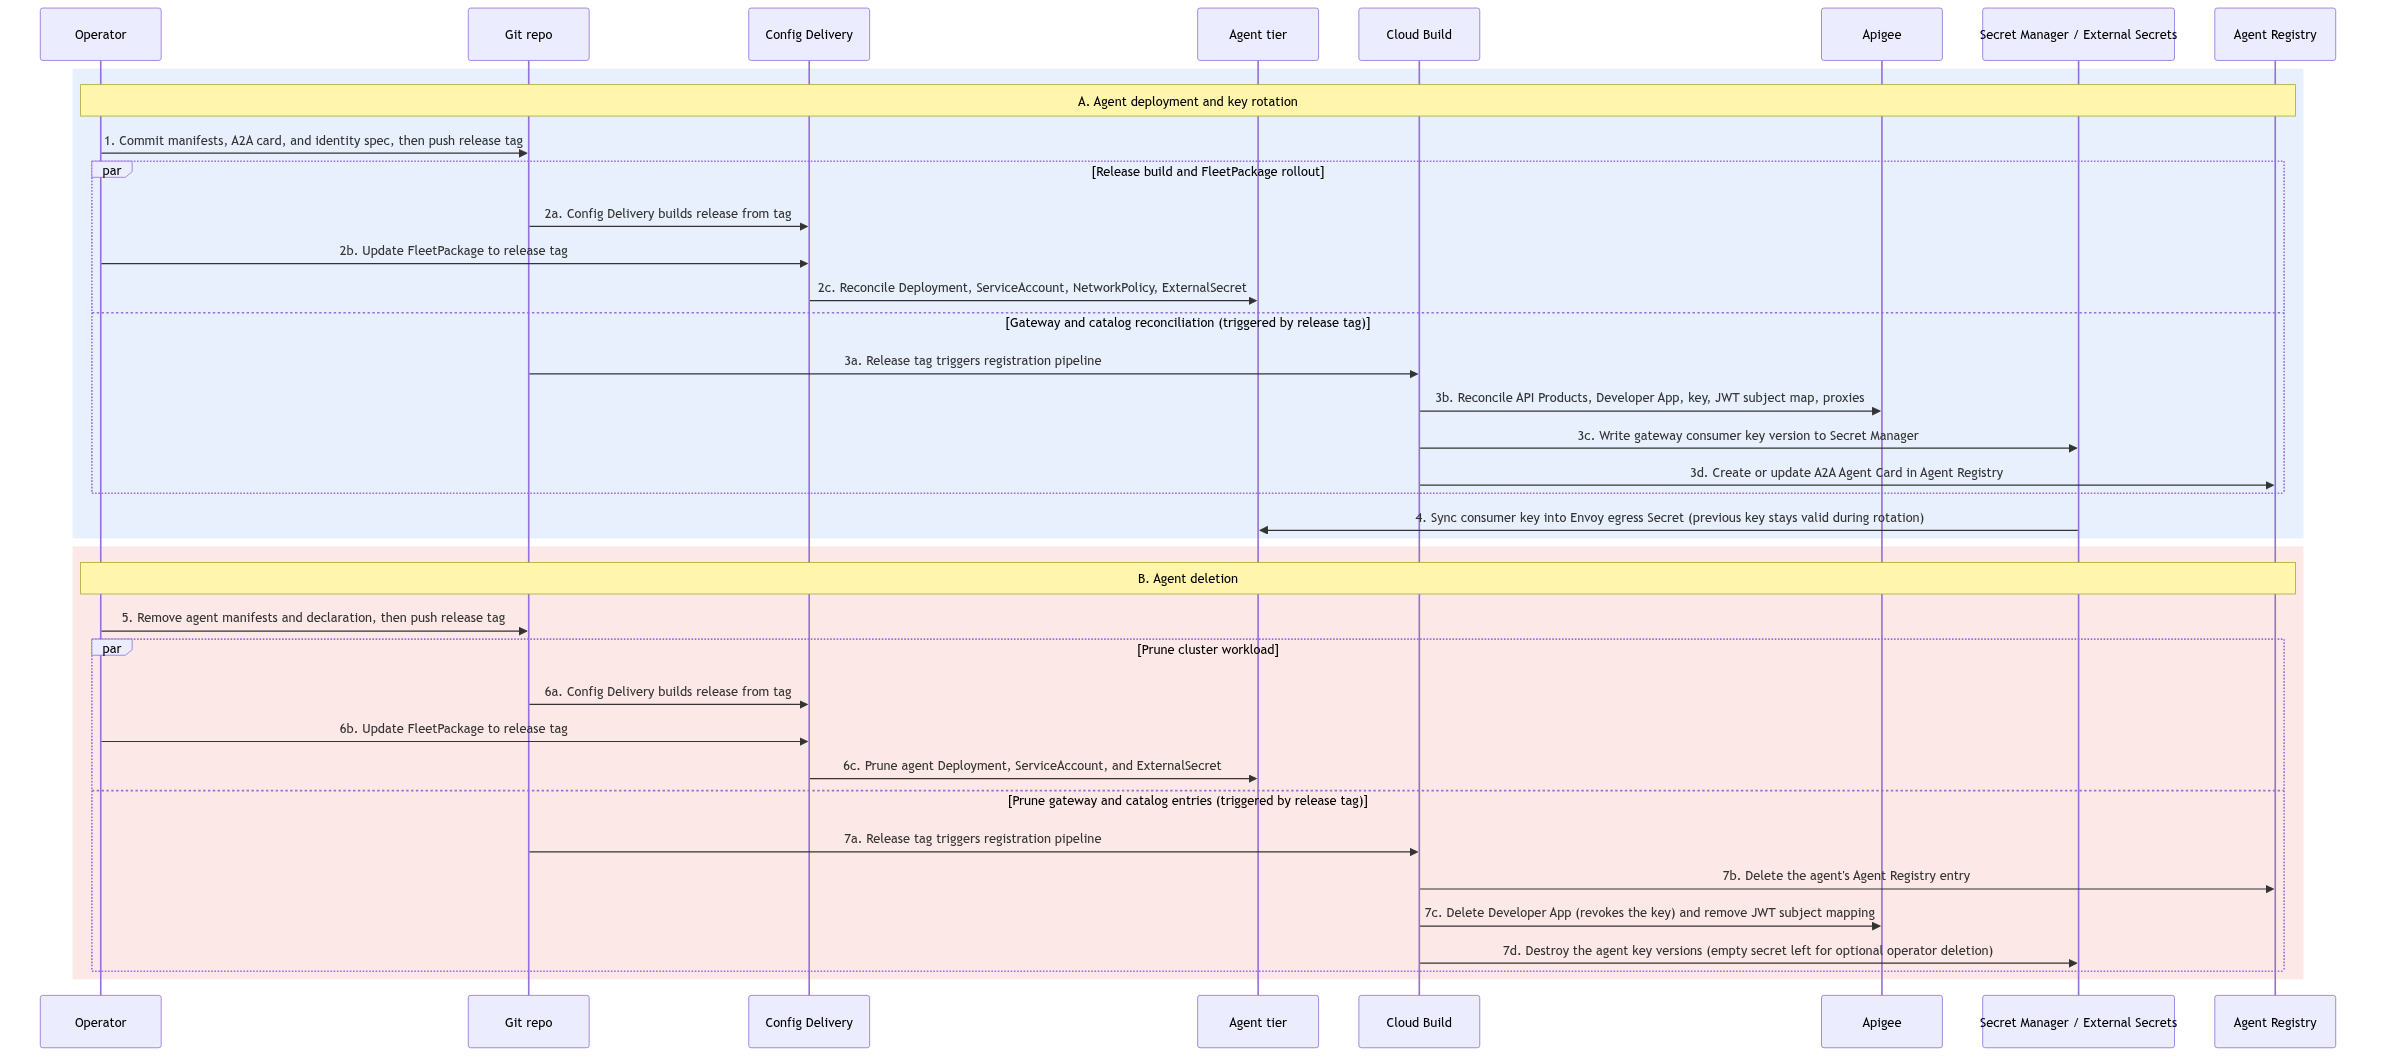 Operator
Git repo
Config Delivery
Agent tier
Cloud Build
Apigee
Secret Manager / External Secrets
Agent Registry
A. Agent deployment and key rotation
1. Commit manifests, A2A card, and identity spec, then push release tag
par
[Release build and FleetPackage rollout]
2a. Config Delivery builds release from tag
2b. Update FleetPackage to release tag
2c. Reconcile Deployment, ServiceAccount, NetworkPolicy, ExternalSecret
[Gateway and catalog reconciliation (triggered by release tag)]
3a. Release tag triggers registration pipeline
3b. Reconcile API Products, Developer App, key, JWT subject map, proxies
3c. Write gateway consumer key version to Secret Manager
3d. Create or update A2A Agent Card in Agent Registry
4. Sync consumer key into Envoy egress Secret (previous key stays valid during rotation)
B. Agent deletion
5. Remove agent manifests and declaration, then push release tag
par
[Prune cluster workload]
6a. Config Delivery builds release from tag
6b. Update FleetPackage to release tag
6c. Prune agent Deployment, ServiceAccount, and ExternalSecret
[Prune gateway and catalog entries (triggered by release tag)]
7a. Release tag triggers registration pipeline
7b. Delete the agent's Agent Registry entry
7c. Delete Developer App (revokes the key) and remove JWT subject mapping
7d. Destroy the agent key versions (empty secret left for optional operator deletion)
Operator
Git repo
Config Delivery
Agent tier
Cloud Build
Apigee
Secret Manager / External Secrets
Agent Registry